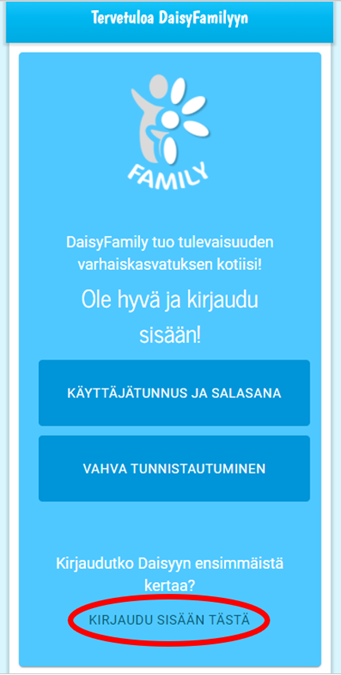 Tervetuloa DaisyFamilyyn
FAMILY
DaisyFamily tuo tulevaisuuden
varhaiskasvatuksen kotiisi!
Ole hyvä ja kirjaudu
sisään!
KÄYTTÄJÄTUNNUS JA SALASANA
VAHVA TUNNISTAUTUMINEN
Kirjaudutko Daisyyn ensimmäistä
kertaa?
KIRJAUDU SISÄÄN TÄSTÄ